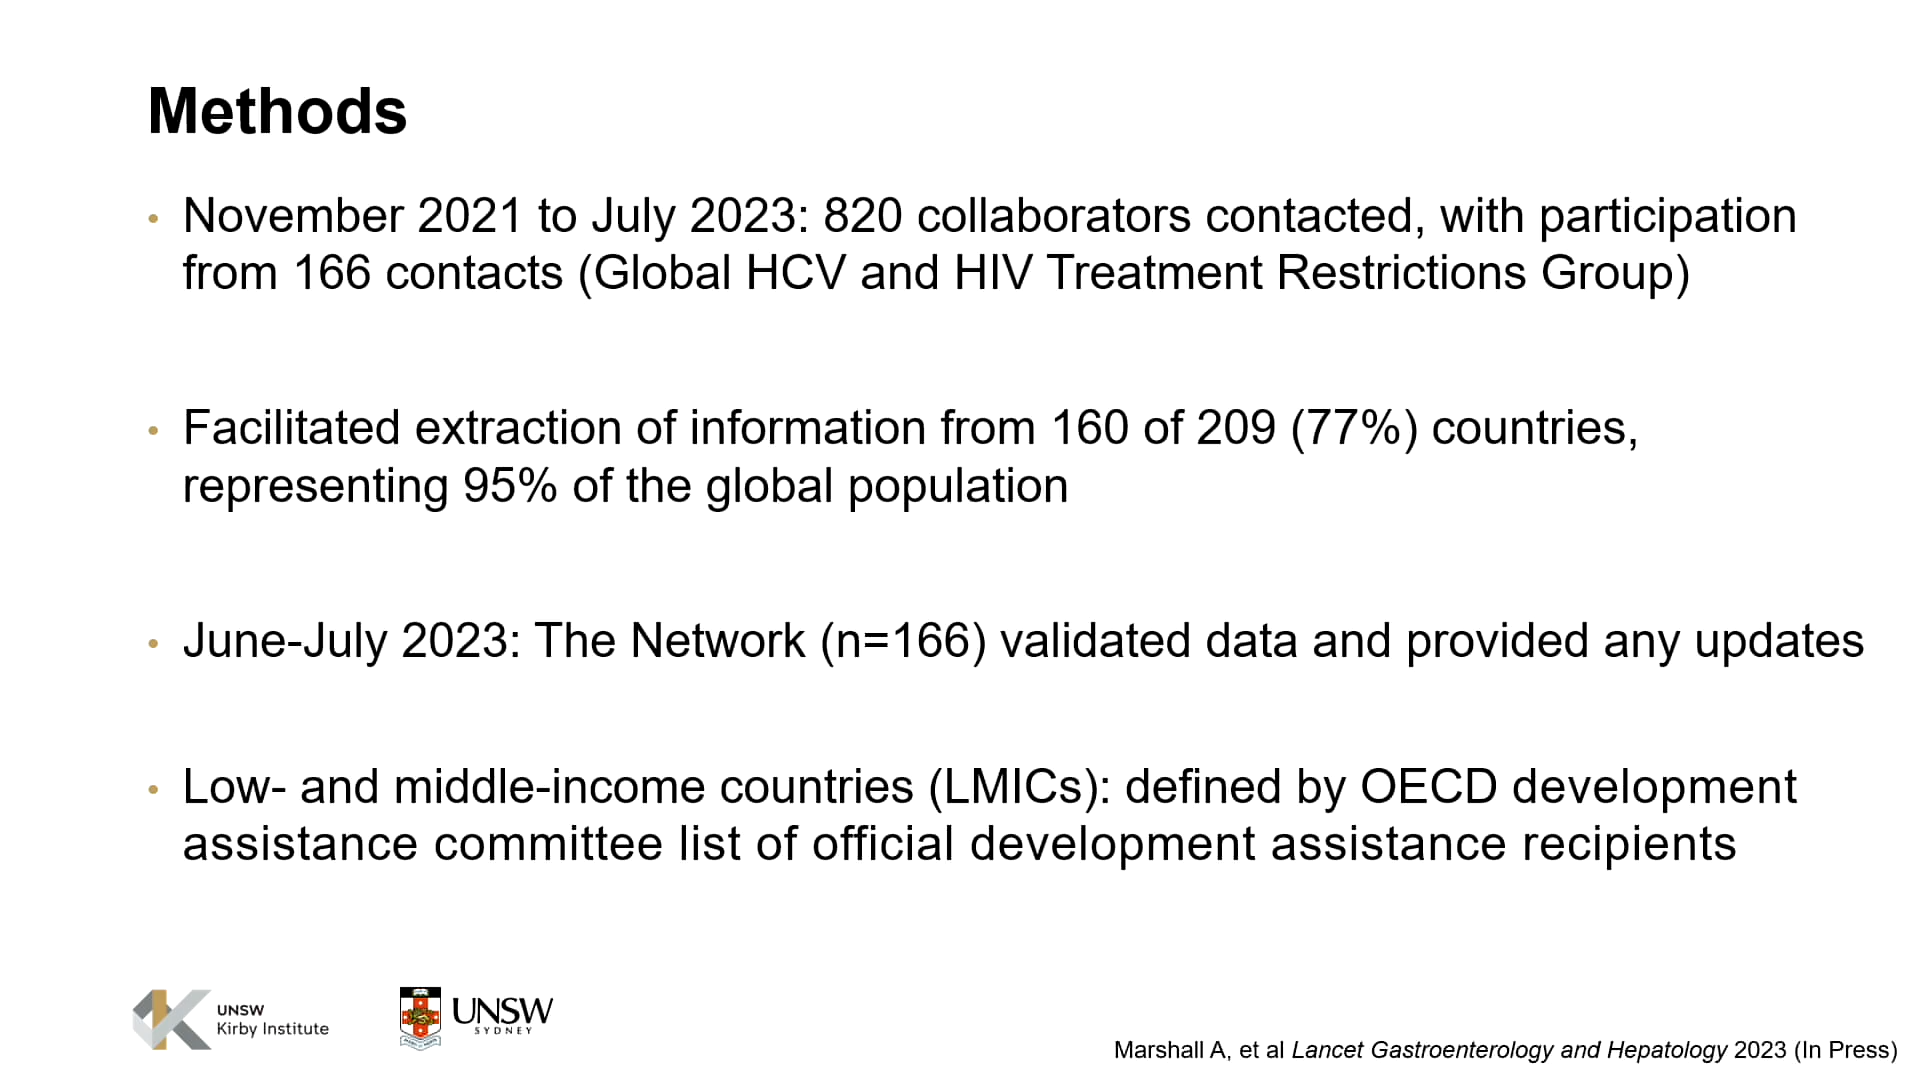 Methods
• November 2021 to July 2023: 820 collaborators contacted, with participation
from 166 contacts (Global HCV and HIV Treatment Restrictions Group)
• Facilitated extraction of information from 160 of 209 (77%) countries,
representing 95% of the global population
• June-July 2023: The Network (n=166) validated data and provided any updates
• Low- and middle-income countries (LMICs): defined by OECD development
assistance committee list of official development assistance recipients
UNSW
Kirby Institute
UNSW
SYDNEY
Marshall A, et al Lancet Gastroenterology and Hepatology 2023 (In Press)